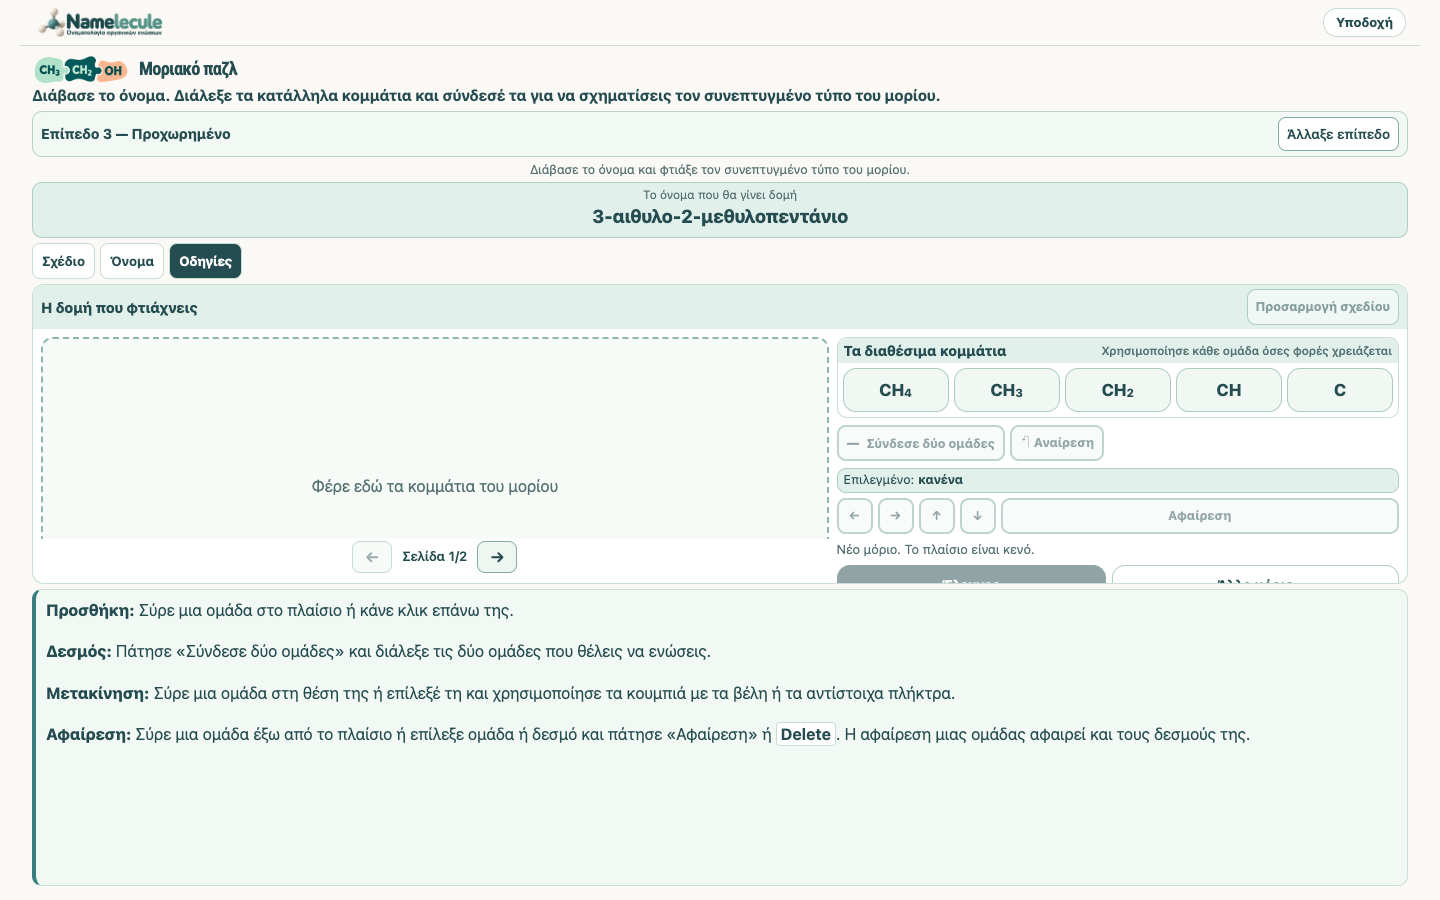 Namelecule
Ονοματολογία οργανικών ενώσεων
Υποδοχή
CH₃ CH₂ OH Μοριακό παζλ
Διάβασε το όνομα. Διάλεξε τα κατάλληλα κομμάτια και σύνδεσέ τα για να σχηματίσεις τον συνεπτυγμένο τύπο του μορίου.
Επίπεδο 3 — Προχωρημένο
Άλλαξε επίπεδο
Διάβασε το όνομα και φτιάξε τον συνεπτυγμένο τύπο του μορίου.
Το όνομα που θα γίνει δομή
3-αιθυλο-2-μεθυλοπεντάνιο
Σχέδιο Όνομα Οδηγίες
Η δομή που φτιάχνεις
Προσαρμογή σχεδίου
Φέρε εδώ τα κομμάτια του μορίου
← Σελίδα 1/2 →
Τα διαθέσιμα κομμάτια Χρησιμοποίησε κάθε ομάδα όσες φορές χρειάζεται
CH₄ CH₃ CH₂ CH C
— Σύνδεσε δύο ομάδες Αναίρεση
Επιλεγμένο: κανένα
← → ↑ ↓ Αφαίρεση
Νέο μόριο. Το πλαίσιο είναι κενό.
Προσθήκη: Σύρε μια ομάδα στο πλαίσιο ή κάνε κλικ επάνω της.
Δεσμός: Πάτησε «Σύνδεσε δύο ομάδες» και διάλεξε τις δύο ομάδες που θέλεις να ενώσεις.
Μετακίνηση: Σύρε μια ομάδα στη θέση της ή επίλεξέ τη και χρησιμοποίησε τα κουμπιά με τα βέλη ή τα αντίστοιχα πλήκτρα.
Αφαίρεση: Σύρε μια ομάδα έξω από το πλαίσιο ή επίλεξε ομάδα ή δεσμό και πάτησε «Αφαίρεση» ή Delete. Η αφαίρεση μιας ομάδας αφαιρεί και τους δεσμούς της.